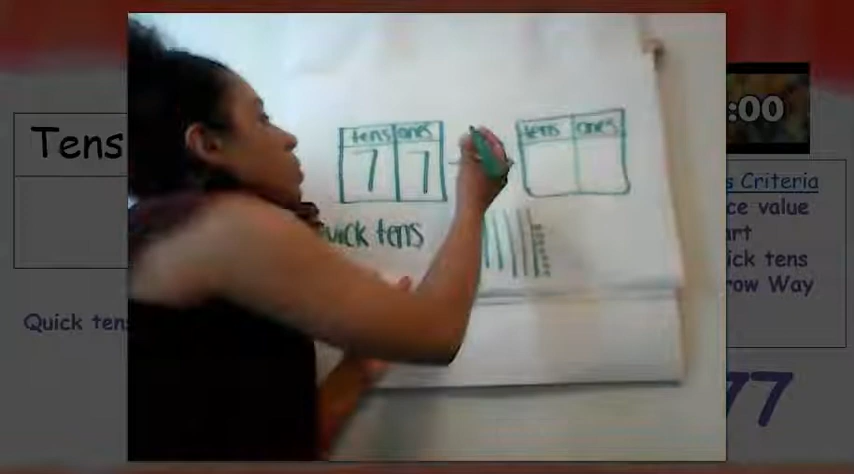 :00
Tens
tens ones
7 7
tens ones
s Criteria
ce value
art
ick tens
row Way
uick tens
Quick tens
77